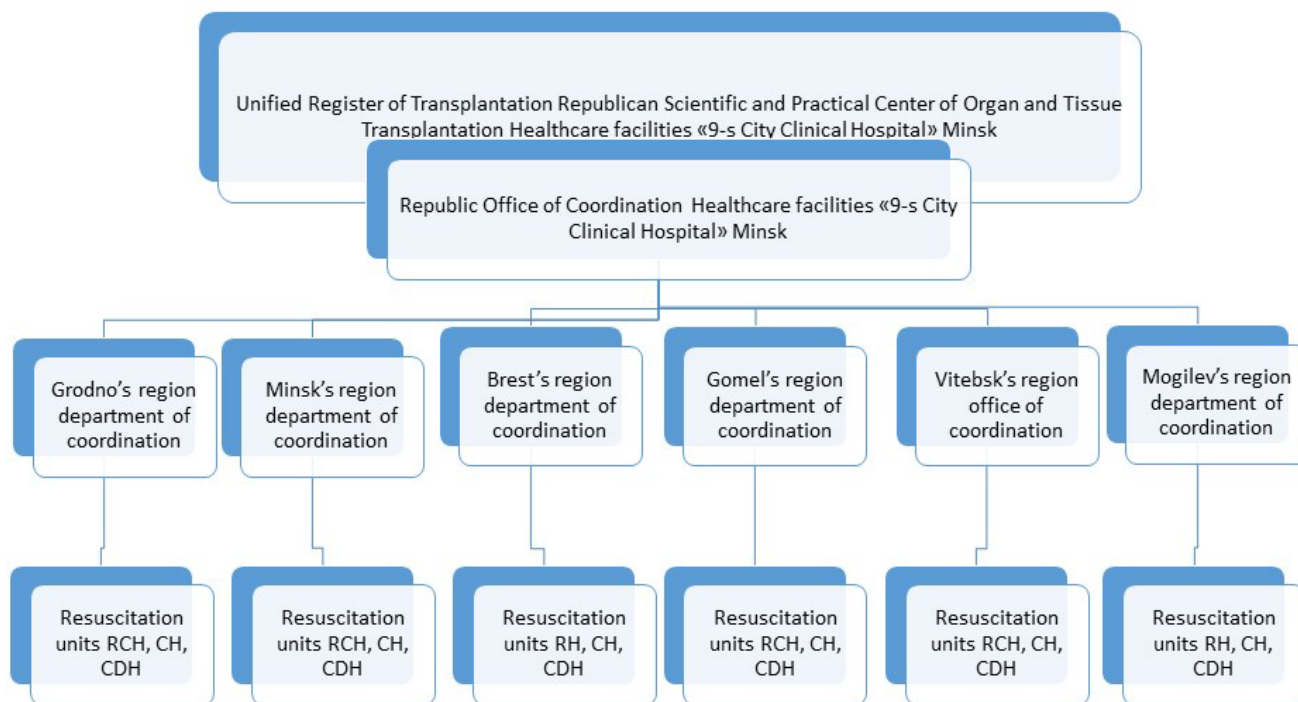 Unified Register of Transplantation Republican Scientific and Practical Center of Organ and Tissue
Transplantation Healthcare facilities «9-s City Clinical Hospital» Minsk
Republic Office of Coordination Healthcare facilities «9-s City
Clinical Hospital» Minsk
Grodno's region
department of
coordination
Minsk's region
department of
coordination
Brest's region
department of
coordination
Gomel's region
department of
coordination
Vitebsk's region
office of
coordination
Mogilev's region
department of
coordination
Resuscitation
units RCH, CH,
CDH
Resuscitation
units RCH, CH,
CDH
Resuscitation
units RH, CH,
CDH
Resuscitation
units RCH, CH,
CDH
Resuscitation
units RCH, CH,
CDH
Resuscitation
units RH, CH,
CDH